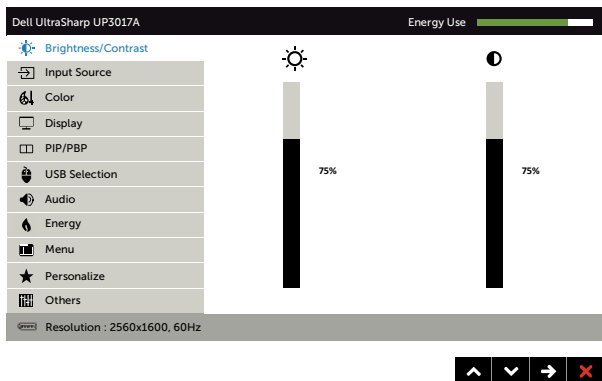 Dell UltraSharp UP3017A Energy Use
Brightness/Contrast
Input Source
Color
Display
PIP/PBP
USB Selection
75% 75%
Audio
Energy
Menu
Personalize
Others
Resolution : 2560x1600, 60Hz